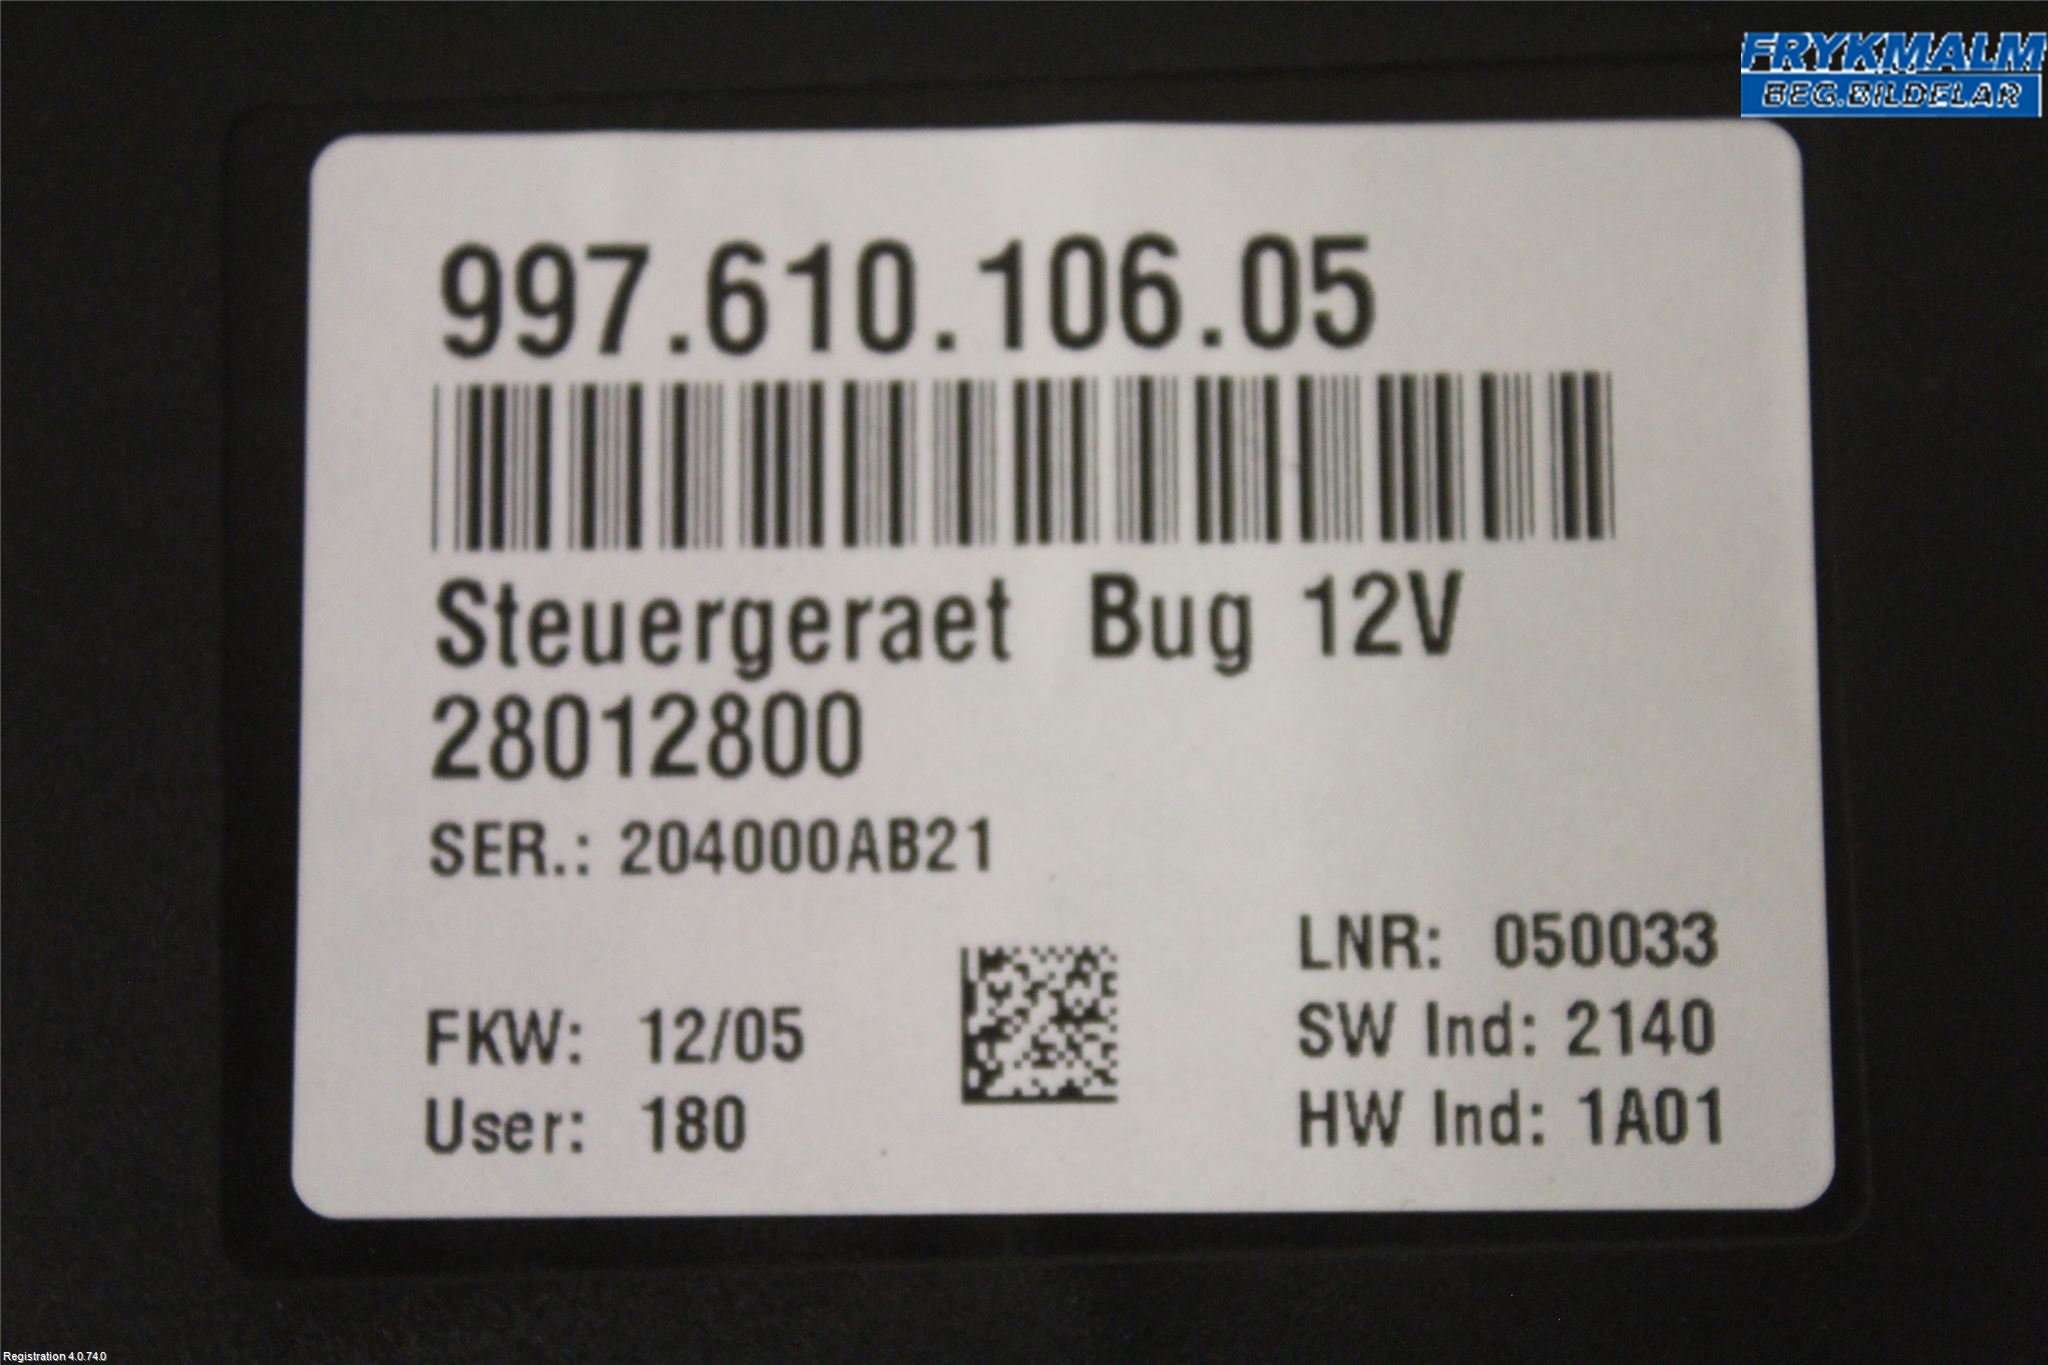 FRYKMALM
BEG.BILDELAR
997.610.106.05
Steuergeraet Bug 12V
28012800
SER.: 204000AB21
LNR: 050033
FKW: 12/05
SW Ind: 2140
User: 180
HW Ind: 1A01
Registration 4.0.74.0